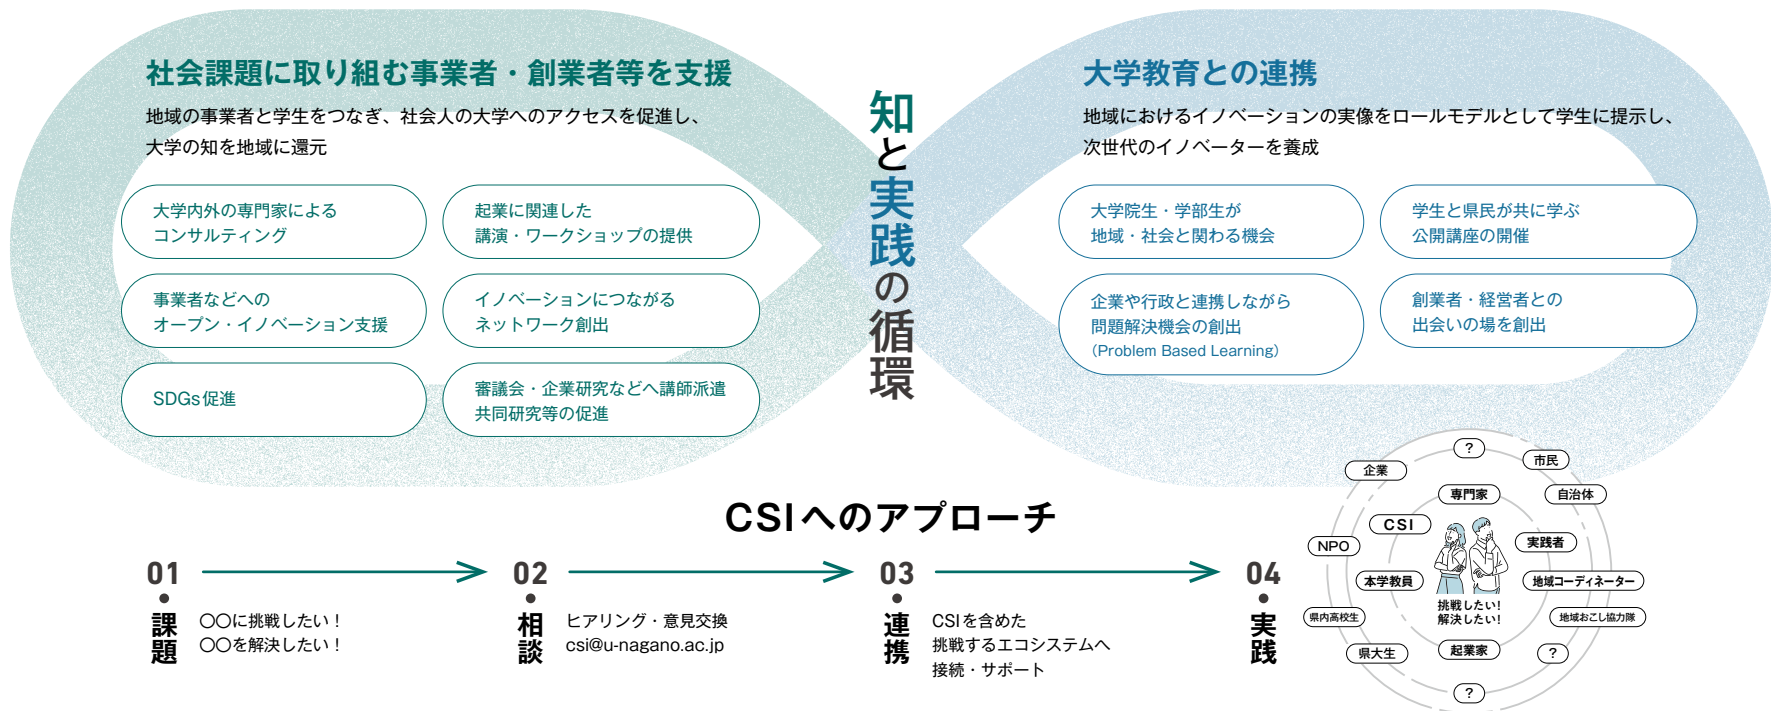 社会課題に取り組む事業者・創業者等を支援
地域の事業者と学生をつなぎ、社会人の大学へのアクセスを促進し、
大学の知を地域に還元
大学内外の専門家による
コンサルティング
起業に関連した
講演・ワークショップの提供
事業者などへの
オープン・イノベーション支援
イノベーションにつながる
ネットワーク創出
SDGs促進
審議会・企業研究などへ講師派遣
共同研究等の促進
知と実践の循環
大学教育との連携
地域におけるイノベーションの実像をロールモデルとして学生に提示し、
次世代のイノベーターを養成
大学院生・学部生が
地域・社会と関わる機会
学生と県民が共に学ぶ
公開講座の開催
企業や行政と連携しながら
問題解決機会の創出
（Problem Based Learning）
創業者・経営者との
出会いの場を創出
CSIへのアプローチ
01
課題
〇〇に挑戦したい！
〇〇を解決したい！
02
相談
ヒアリング・意見交換
csi@u-nagano.ac.jp
03
連携
CSIを含めた
挑戦するエコシステムへ
接続・サポート
04
実践
?
企業
市民
専門家
自治体
CSI
NPO
実践者
本学教員
地域コーディネーター
挑戦したい!
解決したい!
県内高校生
地域おこし協力隊
県大生
起業家
?
?